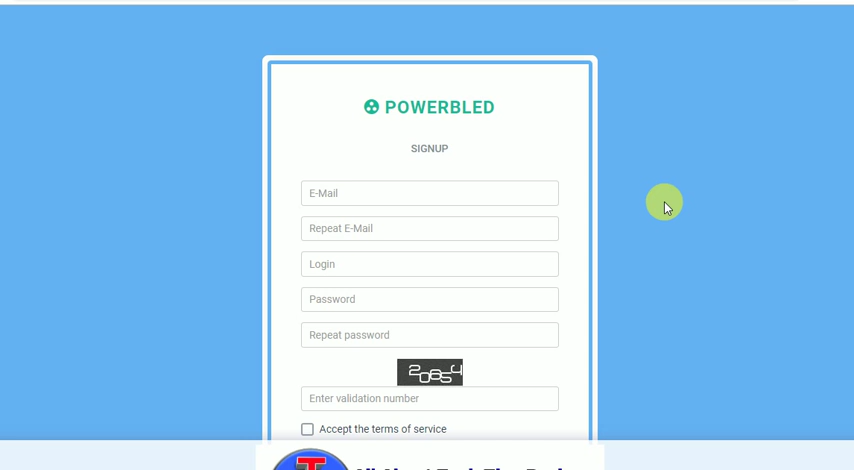 POWERBLED
SIGNUP
E-Mail
Repeat E-Mail
Login
Password
Repeat password
20854
Enter validation number
Accept the terms of service